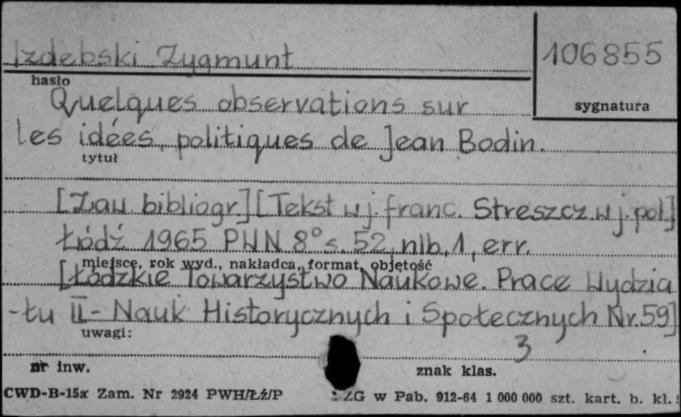 Izdebski Zygmunt
106855
hasło
sygnatura
Quelques observations sur
les idées politiques de Jean Bodin.
tytuł
[Zaw bibliogr.] [Tekst w j. franc. Streszcz. w j. pol.]
Łódź 1965 PWN 8° s. 52, nlb. 1, err.
miejsce, rok wyd., nakładca, format, objętość
[Łódzkie Towarzystwo Naukowe. Prace Wydzia-
-łu II - Nauk Historycznych i Społecznych Nr. 59]
uwagi:
3
nr inw.
znak klas.
CWD-B-15a Zam. Nr 2924 PWH/Łź/P
ZG w Pab. 912-64 1 000 000 szt. kart. b. kl.